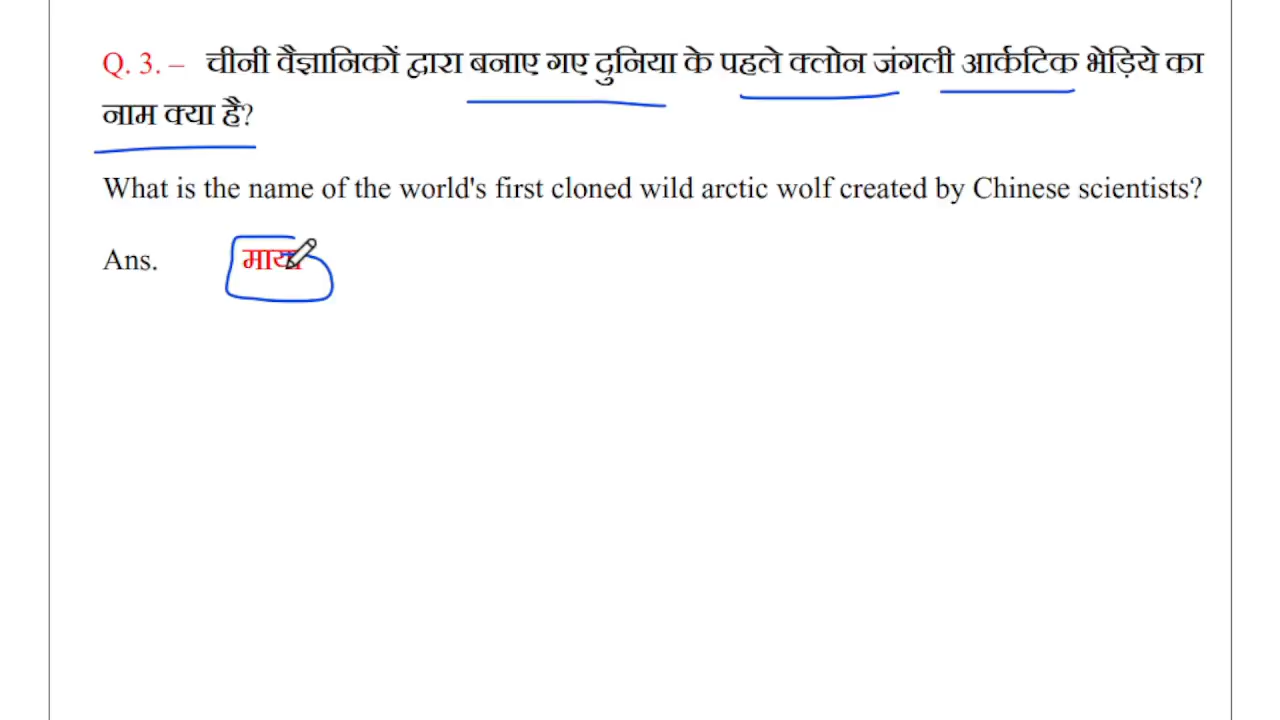 Q. 3. – चीनी वैज्ञानिकों द्वारा बनाए गए दुनिया के पहले क्लोन जंगली आर्कटिक भेड़िये का
नाम क्या है?
What is the name of the world's first cloned wild arctic wolf created by Chinese scientists?
Ans. माया